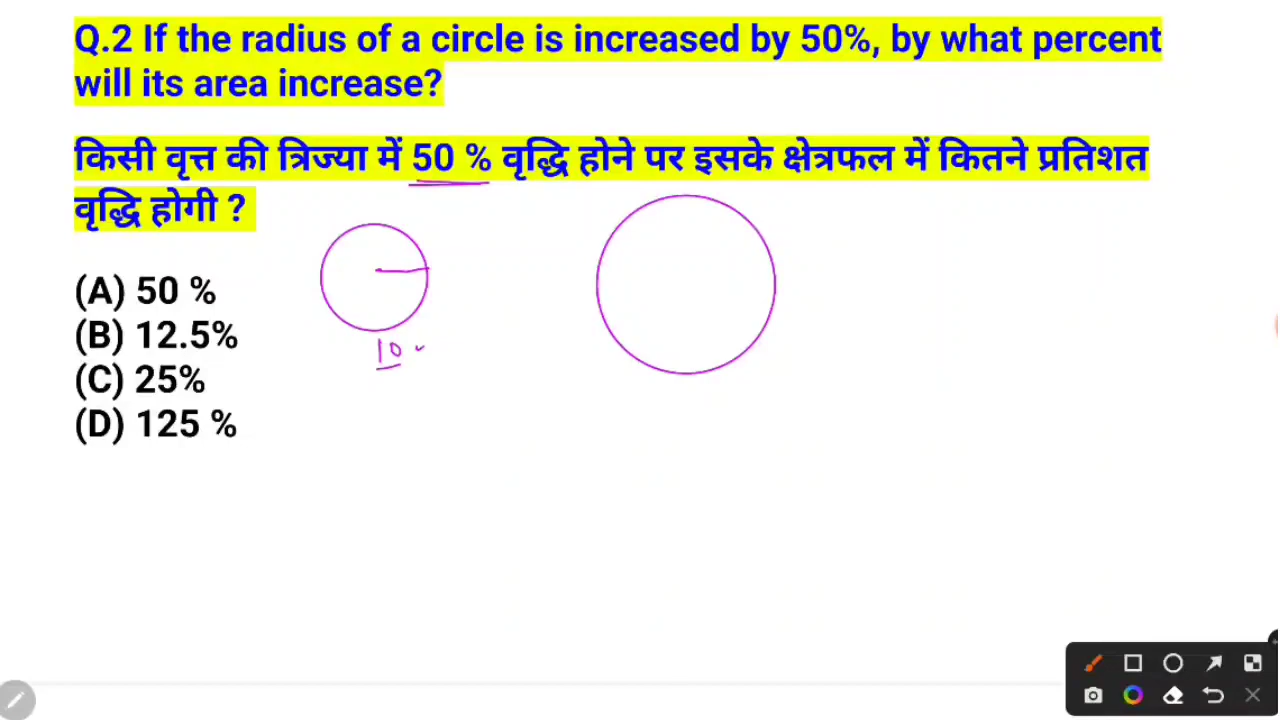 Q.2 If the radius of a circle is increased by 50%, by what percent
will its area increase?
किसी वृत्त की त्रिज्या में 50 % वृद्धि होने पर इसके क्षेत्रफल में कितने प्रतिशत
वृद्धि होगी ?
(A) 50 %
(B) 12.5%
(C) 25%
(D) 125 %
10